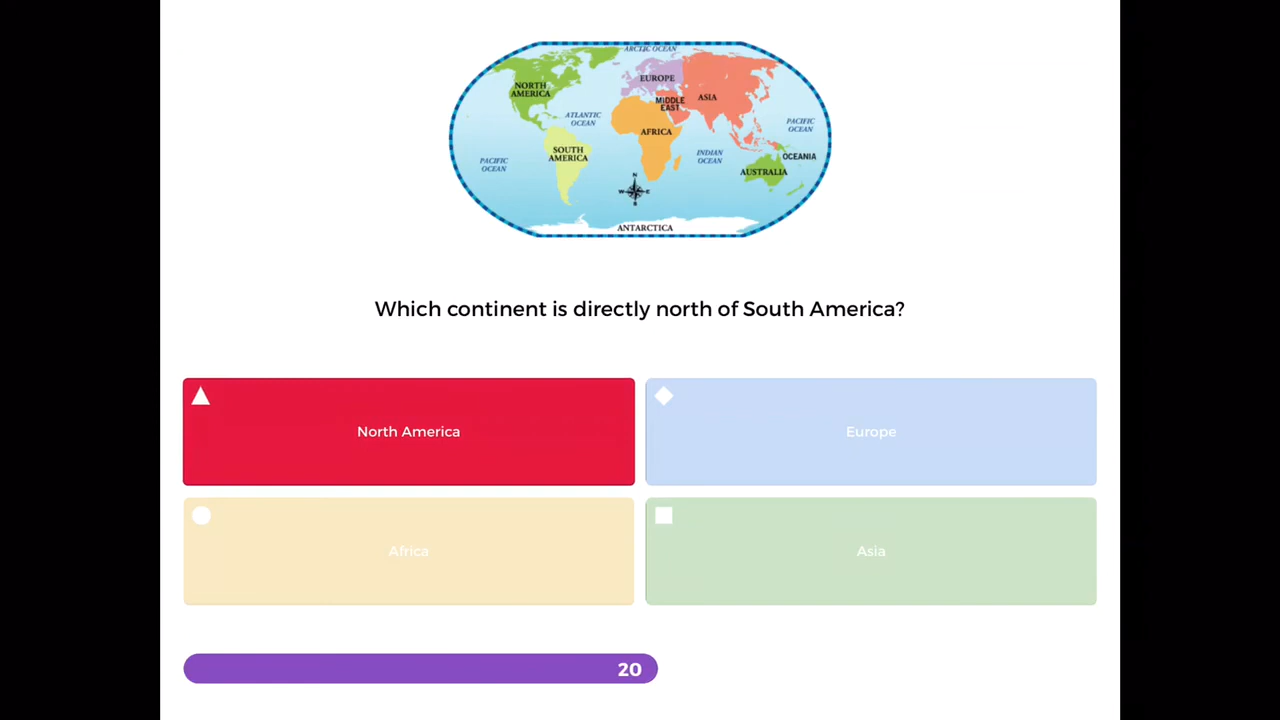 ARCTIC OCEAN
NORTH
AMERICA
EUROPE
ASIA
MIDDLE
EAST
ATLANTIC
OCEAN
PACIFIC
OCEAN
AFRICA
SOUTH
AMERICA
INDIAN
OCEAN
OCEANIA
PACIFIC
OCEAN
AUSTRALIA
N
W E
S
ANTARCTICA
Which continent is directly north of South America?
North America
Europe
Africa
Asia
20